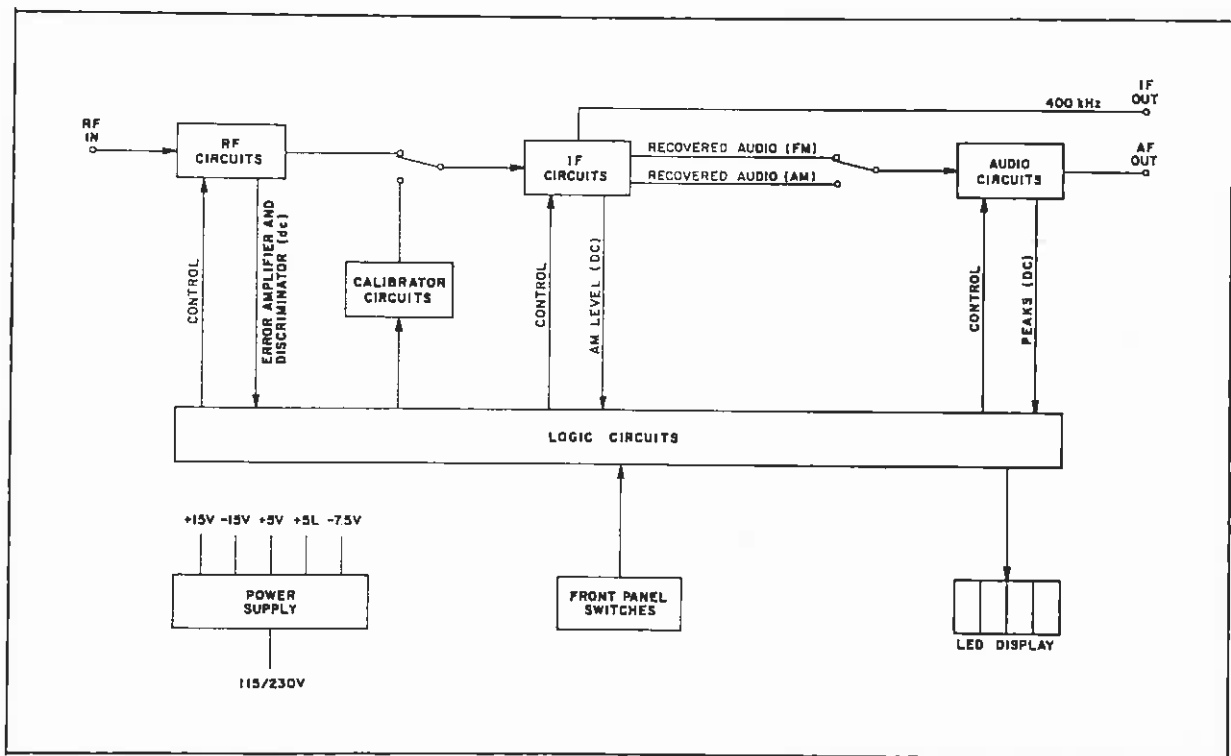 RF
IN
RF
CIRCUITS
CONTROL
ERROR AMPLIFIER AND
DISCRIMINATOR (dc)
CALIBRATOR
CIRCUITS
IF
CIRCUITS
CONTROL
AM LEVEL (DC)
400 kHz
IF
OUT
RECOVERED AUDIO (FM)
RECOVERED AUDIO (AM)
AUDIO
CIRCUITS
AF
OUT
CONTROL
PEAKS (DC)
LOGIC CIRCUITS
+15V -15V +5V +5L -7.5V
POWER
SUPPLY
115/230V
FRONT PANEL
SWITCHES
LED DISPLAY